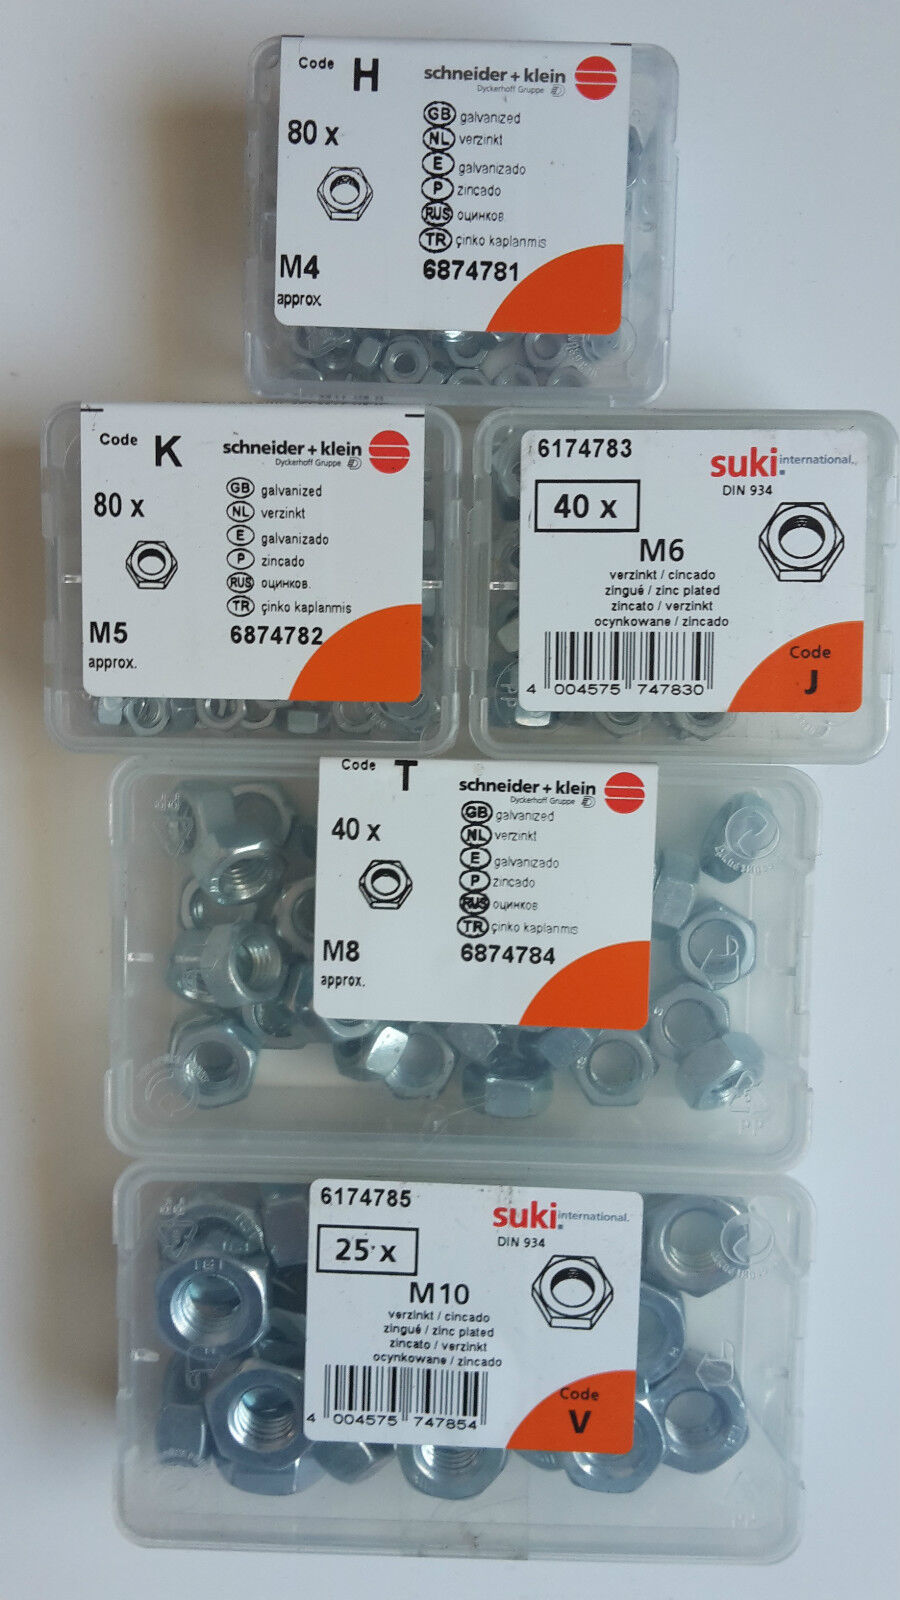 Code H
schneider + klein
Dyckerhoff Gruppe
80 x
GB galvanized
NL verzinkt
E galvanizado
P zincado
RUS оцинков.
TR çinko kaplanmis
M4
approx.
6874781
Code K
schneider + klein
Dyckerhoff Gruppe
80 x
GB galvanized
NL verzinkt
E galvanizado
P zincado
RUS оцинков.
TR çinko kaplanmis
M5
approx.
6874782
6174783
suki.international.
DIN 934
40 x
M6
verzinkt / cincado
zingué / zinc plated
zincato / verzinkt
ocynkowane / zincado
4 004575 747830
Code
J
Code T
schneider + klein
Dyckerhoff Gruppe
40 x
GB galvanized
NL verzinkt
E galvanizado
P zincado
RUS оцинков
TR çinko kaplanmis
M8
approx.
6874784
PP
6174785
suki.international.
DIN 934
25 x
M10
verzinkt / cincado
zingué / zinc plated
zincato / verzinkt
ocynkowane / zincado
4 004575 747854
Code
V